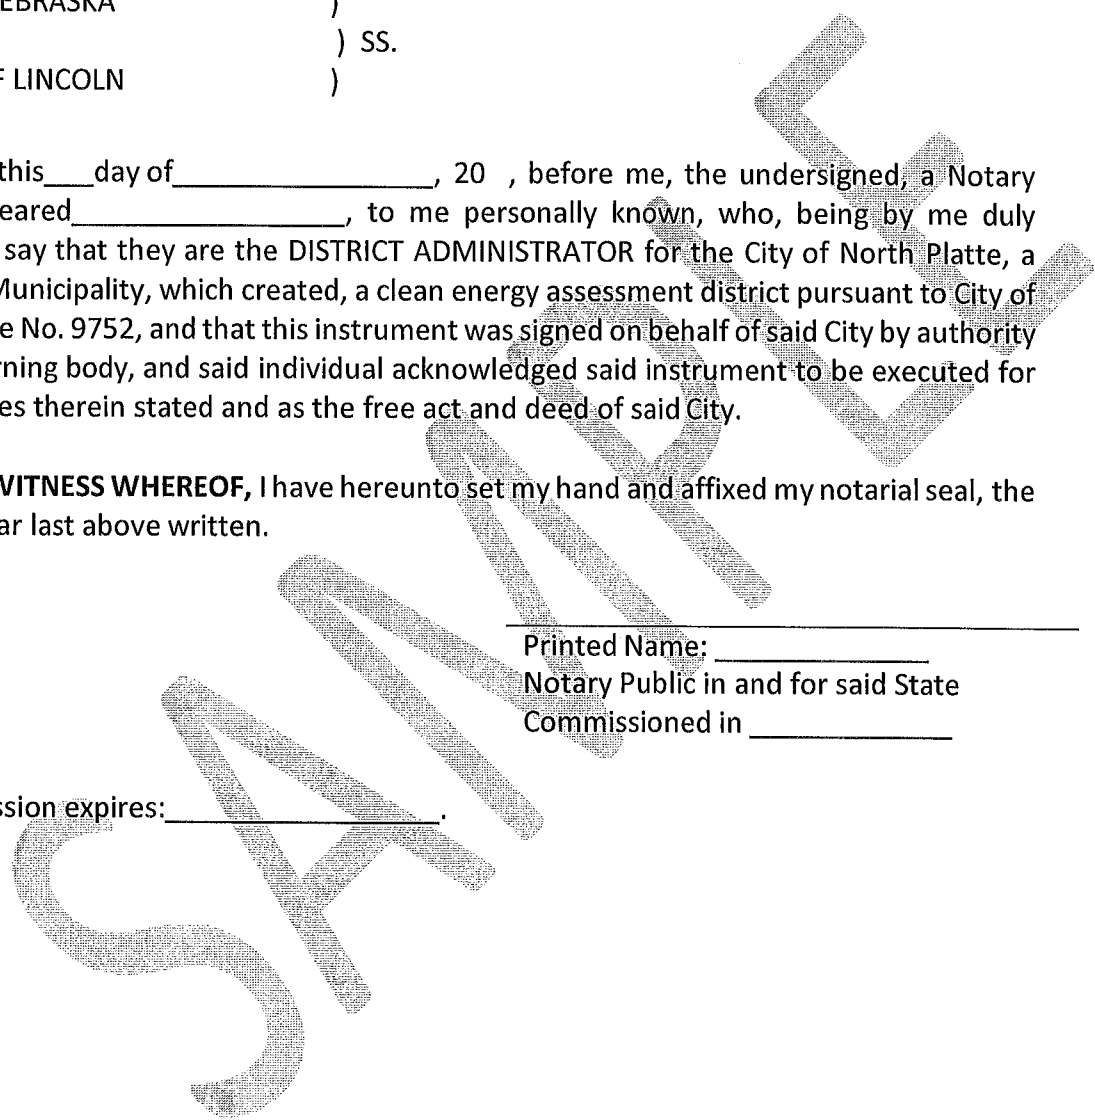 EBRASKA )
) SS.
F LINCOLN )
this___day of__________________, 20 , before me, the undersigned, a Notary
eared___________________, to me personally known, who, being by me duly
say that they are the DISTRICT ADMINISTRATOR for the City of North Platte, a
Municipality, which created, a clean energy assessment district pursuant to City of
e No. 9752, and that this instrument was signed on behalf of said City by authority
rning body, and said individual acknowledged said instrument to be executed for
es therein stated and as the free act and deed of said City.
WITNESS WHEREOF, I have hereunto set my hand and affixed my notarial seal, the
ar last above written.
Printed Name: _______________
Notary Public in and for said State
Commissioned in ______________
ssion expires:___________________.
SAMPLE